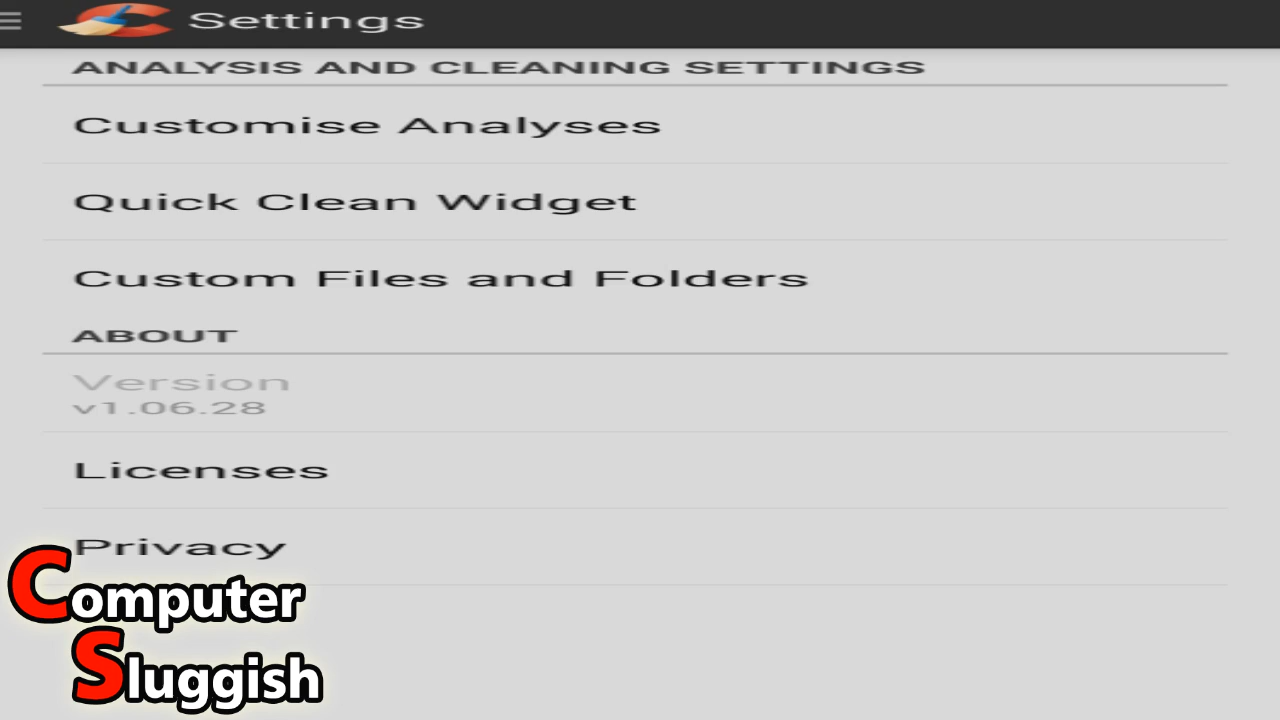 Settings
ANALYSIS AND CLEANING SETTINGS
Customise Analyses
Quick Clean Widget
Custom Files and Folders
ABOUT
Version
v1.06.28
Licenses
Privacy
Computer
Sluggish